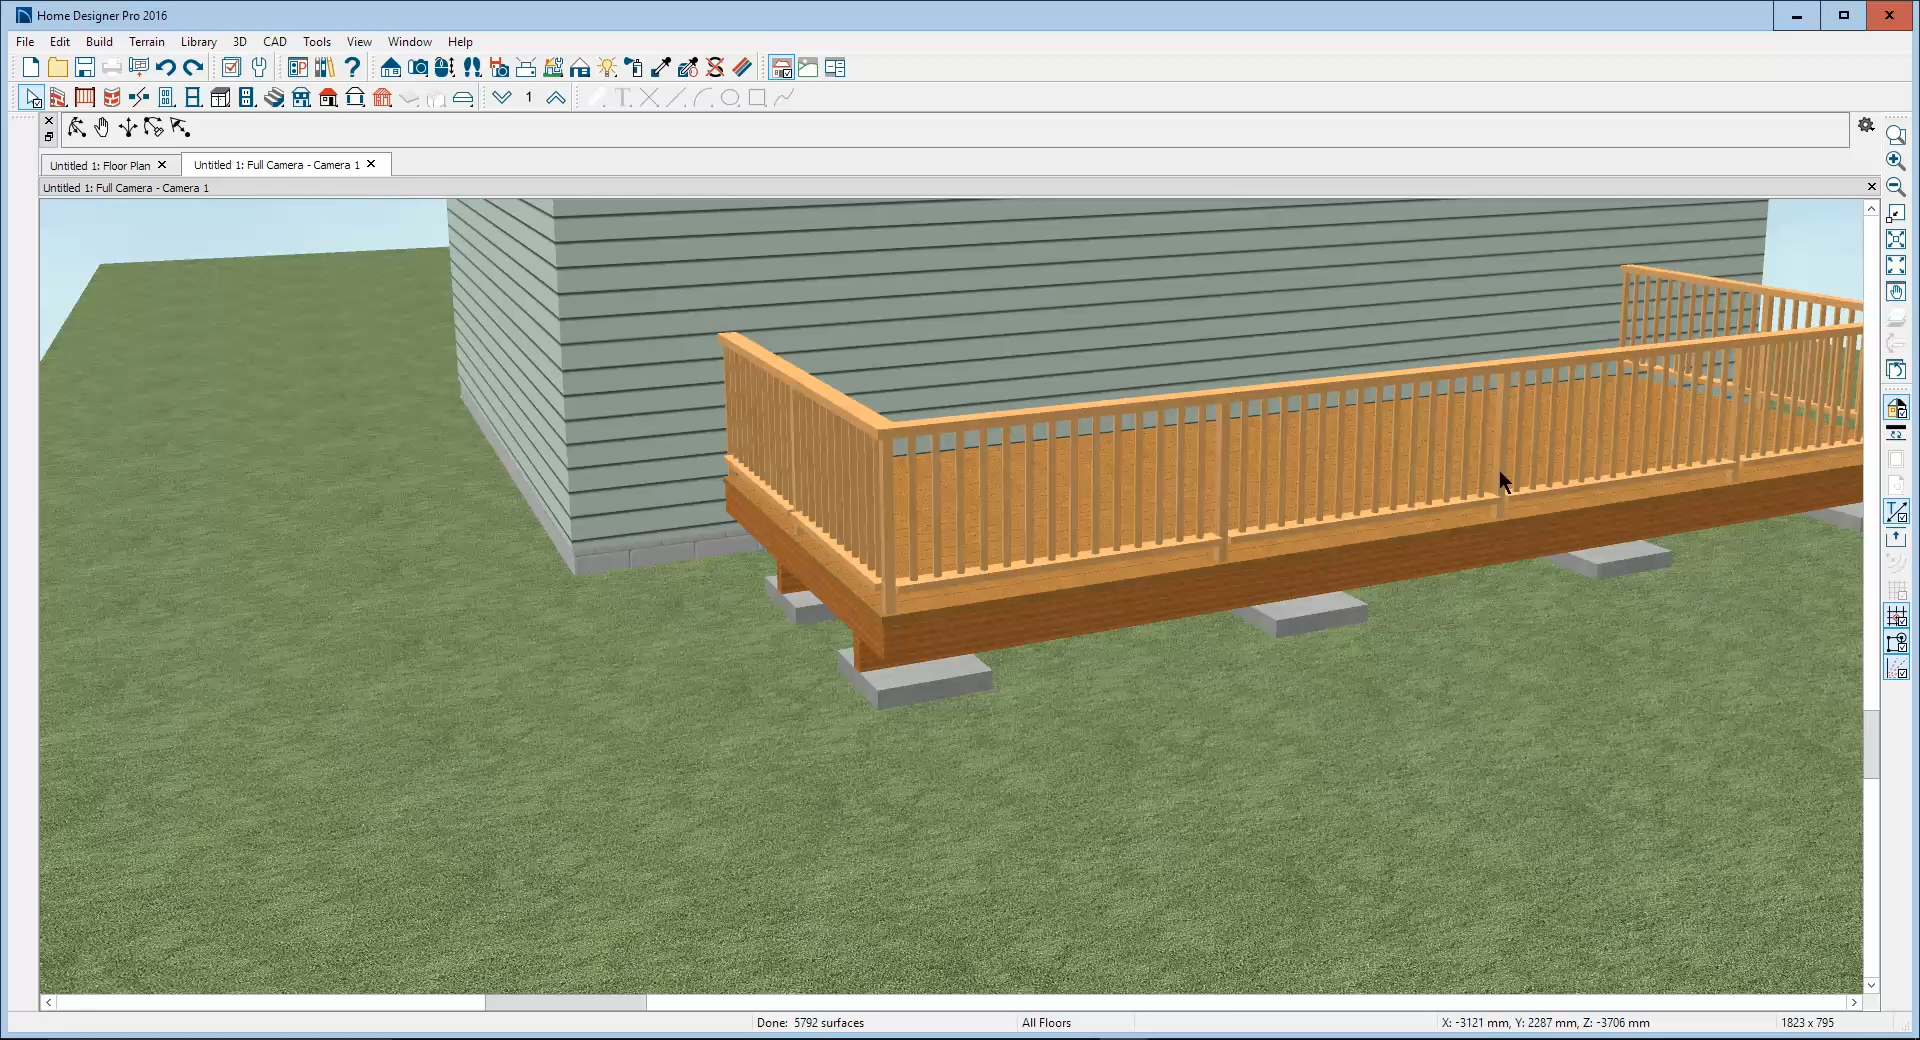 Home Designer Pro 2016
File Edit Build Terrain Library 3D CAD Tools View Window Help
1
Untitled 1: Floor Plan
Untitled 1: Full Camera - Camera 1
Untitled 1: Full Camera - Camera 1
Done: 5792 surfaces
All Floors
X: -3121 mm, Y: 2287 mm, Z: -3706 mm
1823 x 795